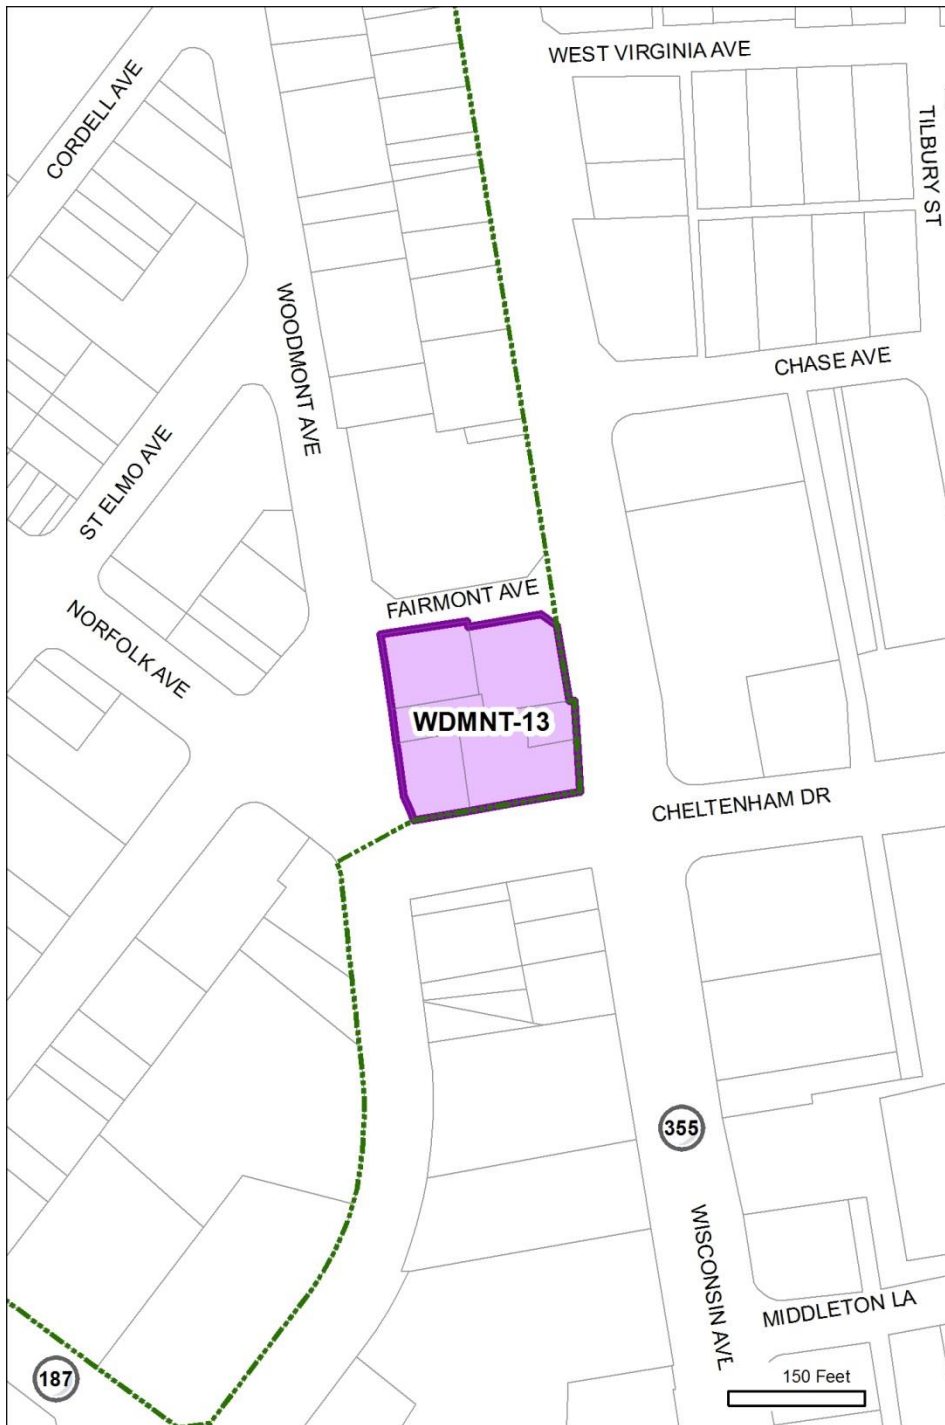 WEST VIRGINIA AVE
CORDELL AVE
TILBURY ST
WOODMONT AVE
CHASE AVE
ST ELMO AVE
FAIRMONT AVE
NORFOLK AVE
WDMNT-13
CHELTENHAM DR
355
WISCONSIN AVE
MIDDLETON LA
187
150 Feet